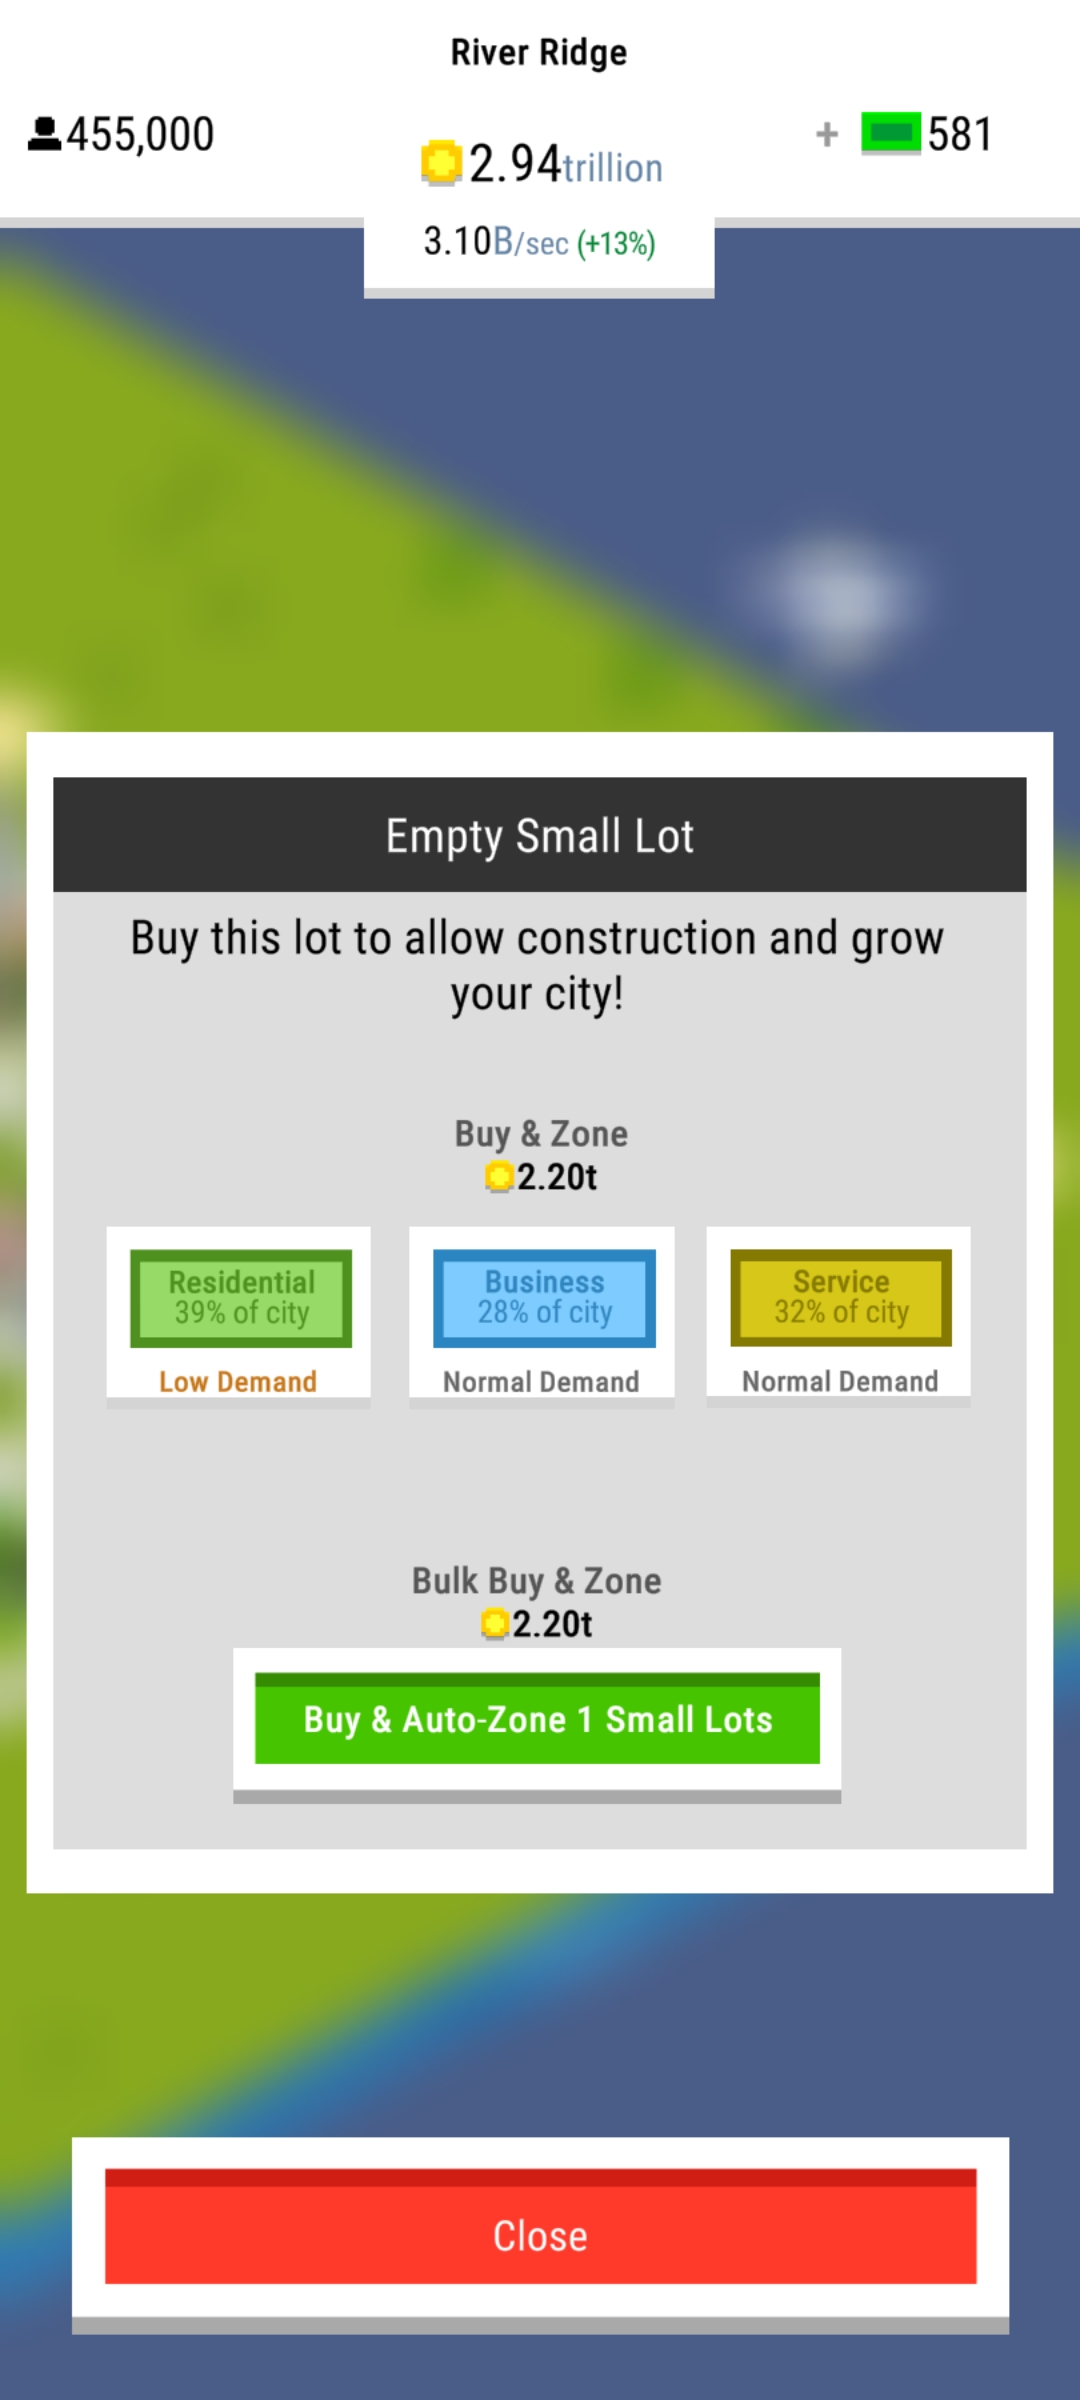 River Ridge
455,000
2.94trillion
+ 581
3.10B/sec (+13%)
Empty Small Lot
Buy this lot to allow construction and grow
your city!
Buy & Zone
2.20t
Residential
39% of city
Low Demand
Business
28% of city
Normal Demand
Service
32% of city
Normal Demand
Bulk Buy & Zone
2.20t
Buy & Auto-Zone 1 Small Lots
Close